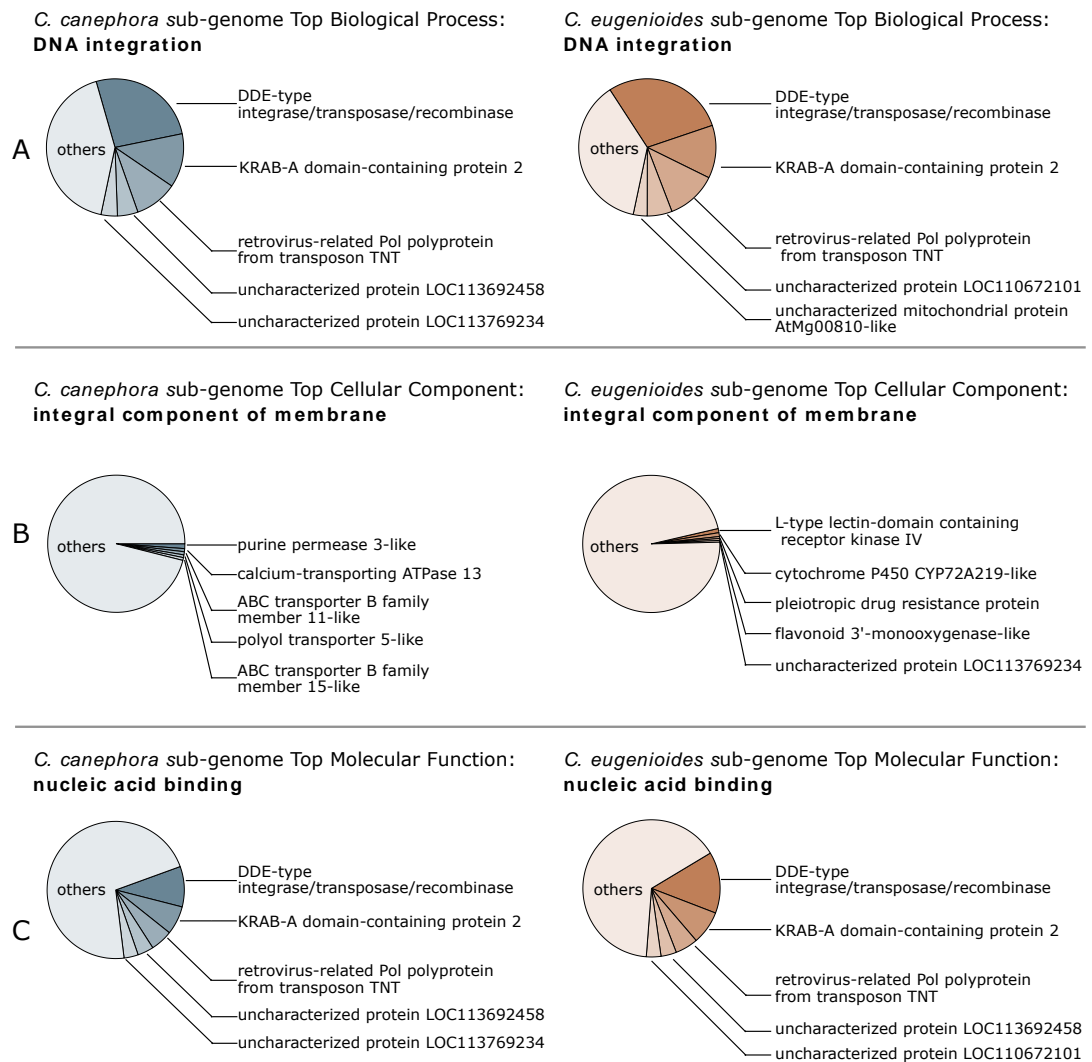 C. canephora sub-genome Top Biological Process:
DNA integration
C. eugenioides sub-genome Top Biological Process:
DNA integration
A
others
DDE-type
integrase/transposase/recombinase
KRAB-A domain-containing protein 2
retrovirus-related Pol polyprotein
from transposon TNT
uncharacterized protein LOC113692458
uncharacterized protein LOC113769234
others
DDE-type
integrase/transposase/recombinase
KRAB-A domain-containing protein 2
retrovirus-related Pol polyprotein
from transposon TNT
uncharacterized protein LOC110672101
uncharacterized mitochondrial protein
AtMg00810-like
C. canephora sub-genome Top Cellular Component:
integral component of membrane
C. eugenioides sub-genome Top Cellular Component:
integral component of membrane
B
others
purine permease 3-like
calcium-transporting ATPase 13
ABC transporter B family
member 11-like
polyol transporter 5-like
ABC transporter B family
member 15-like
others
L-type lectin-domain containing
receptor kinase IV
cytochrome P450 CYP72A219-like
pleiotropic drug resistance protein
flavonoid 3'-monooxygenase-like
uncharacterized protein LOC113769234
C. canephora sub-genome Top Molecular Function:
nucleic acid binding
C. eugenioides sub-genome Top Molecular Function:
nucleic acid binding
C
others
DDE-type
integrase/transposase/recombinase
KRAB-A domain-containing protein 2
retrovirus-related Pol polyprotein
from transposon TNT
uncharacterized protein LOC113692458
uncharacterized protein LOC113769234
others
DDE-type
integrase/transposase/recombinase
KRAB-A domain-containing protein 2
retrovirus-related Pol polyprotein
from transposon TNT
uncharacterized protein LOC113692458
uncharacterized protein LOC110672101